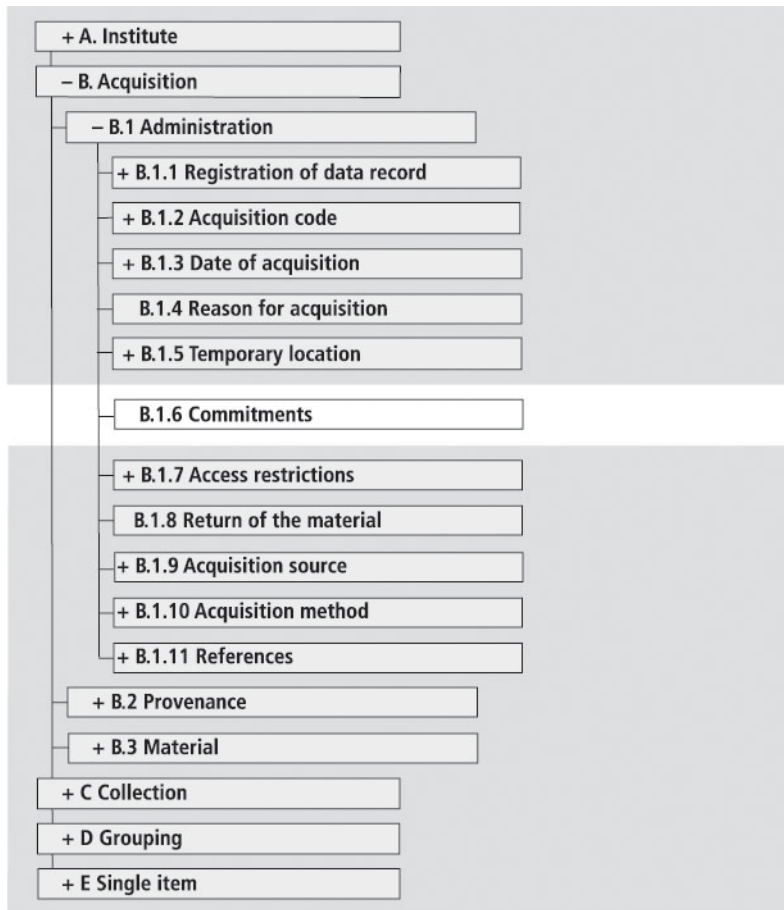 + A. Institute
– B. Acquisition
– B.1 Administration
+ B.1.1 Registration of data record
+ B.1.2 Acquisition code
+ B.1.3 Date of acquisition
B.1.4 Reason for acquisition
+ B.1.5 Temporary location
B.1.6 Commitments
+ B.1.7 Access restrictions
B.1.8 Return of the material
+ B.1.9 Acquisition source
+ B.1.10 Acquisition method
+ B.1.11 References
+ B.2 Provenance
+ B.3 Material
+ C Collection
+ D Grouping
+ E Single item